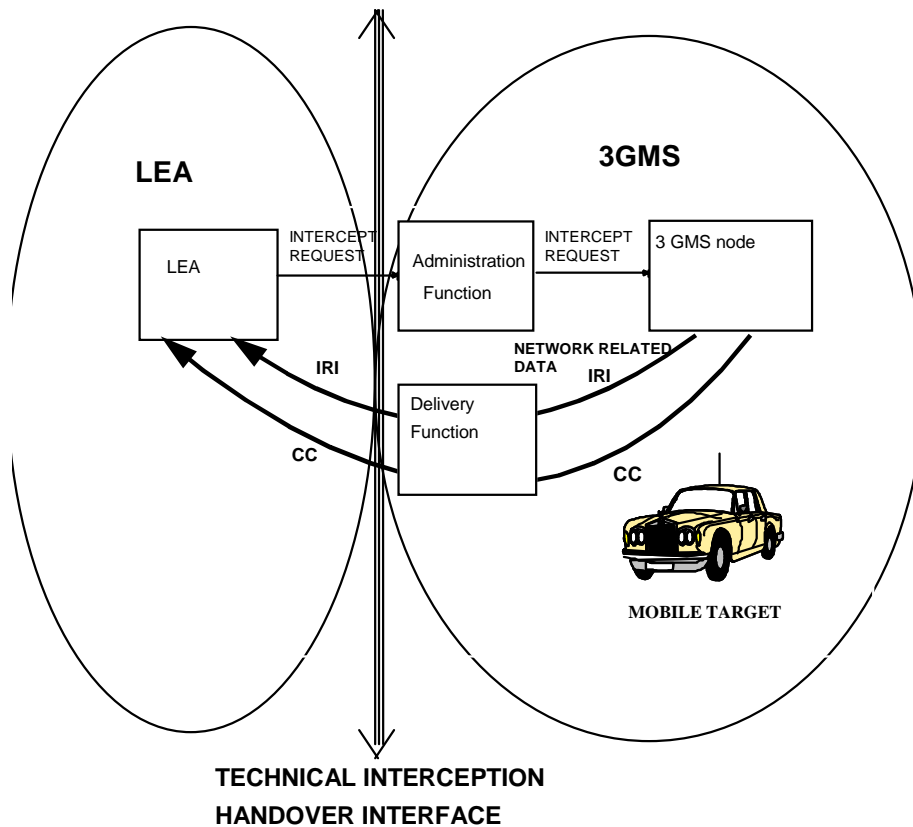 LEA
3GMS
INTERCEPT
REQUEST
INTERCEPT
REQUEST
LEA
Administration
Function
3 GMS node
NETWORK RELATED
DATA
IRI
IRI
Delivery
Function
CC
CC
MOBILE TARGET
TECHNICAL INTERCEPTION
HANDOVER INTERFACE